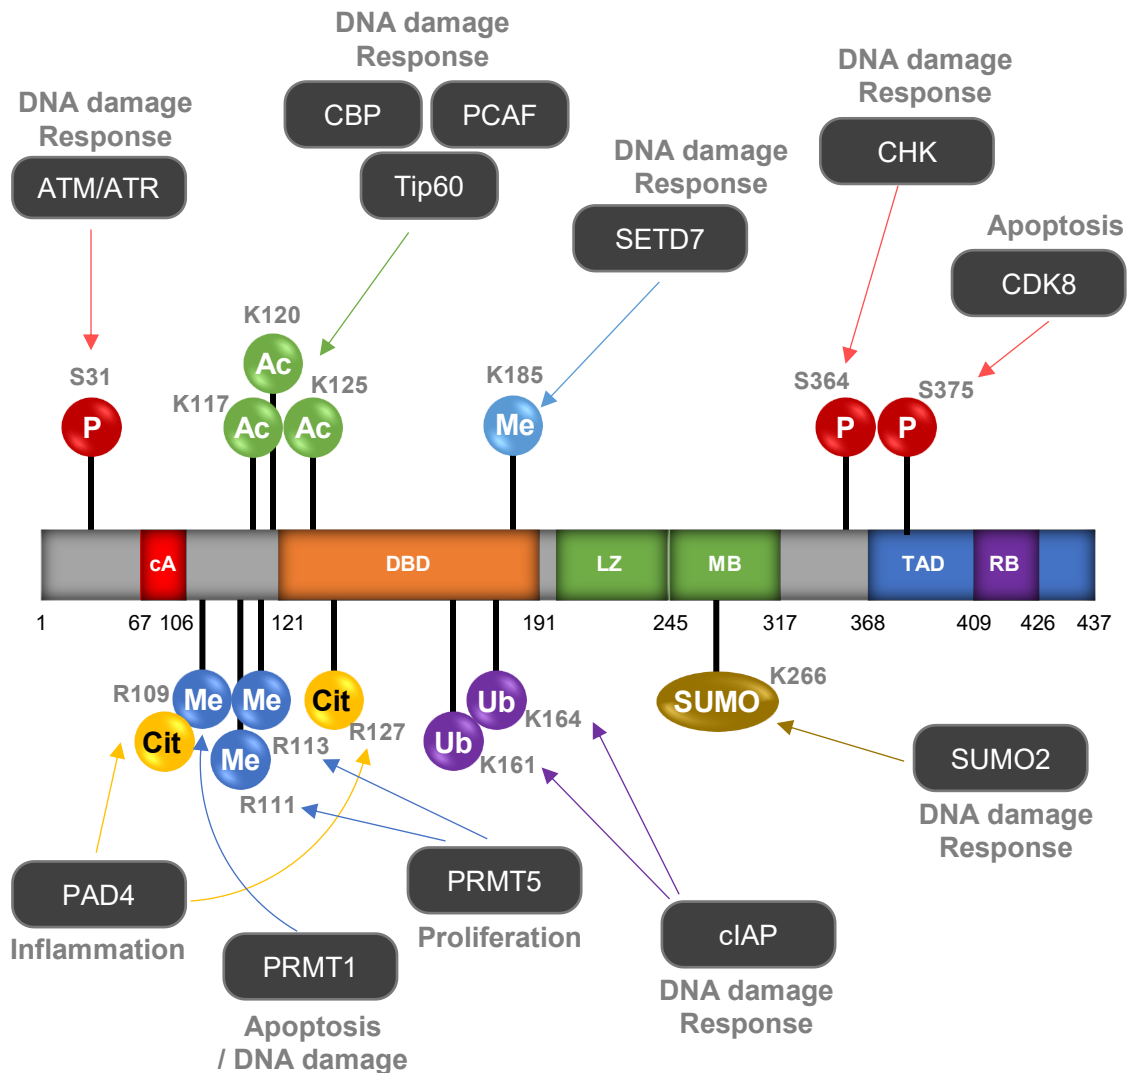 DNA damage
Response
CBP
PCAF
Tip60
DNA damage
Response
ATM/ATR
DNA damage
Response
SETD7
DNA damage
Response
CHK
Apoptosis
CDK8
S31
P
K120
Ac
K117
Ac
K125
Ac
K185
Me
S364
P
S375
P
cA
DBD
LZ
MB
TAD
RB
1
67
106
121
191
245
317
368
409
426
437
R109
Me
Cit
Me
R113
Me
R111
Cit
R127
Ub
K164
Ub
K161
SUMO
K266
SUMO2
DNA damage
Response
PAD4
Inflammation
PRMT1
Apoptosis
/ DNA damage
PRMT5
Proliferation
cIAP
DNA damage
Response